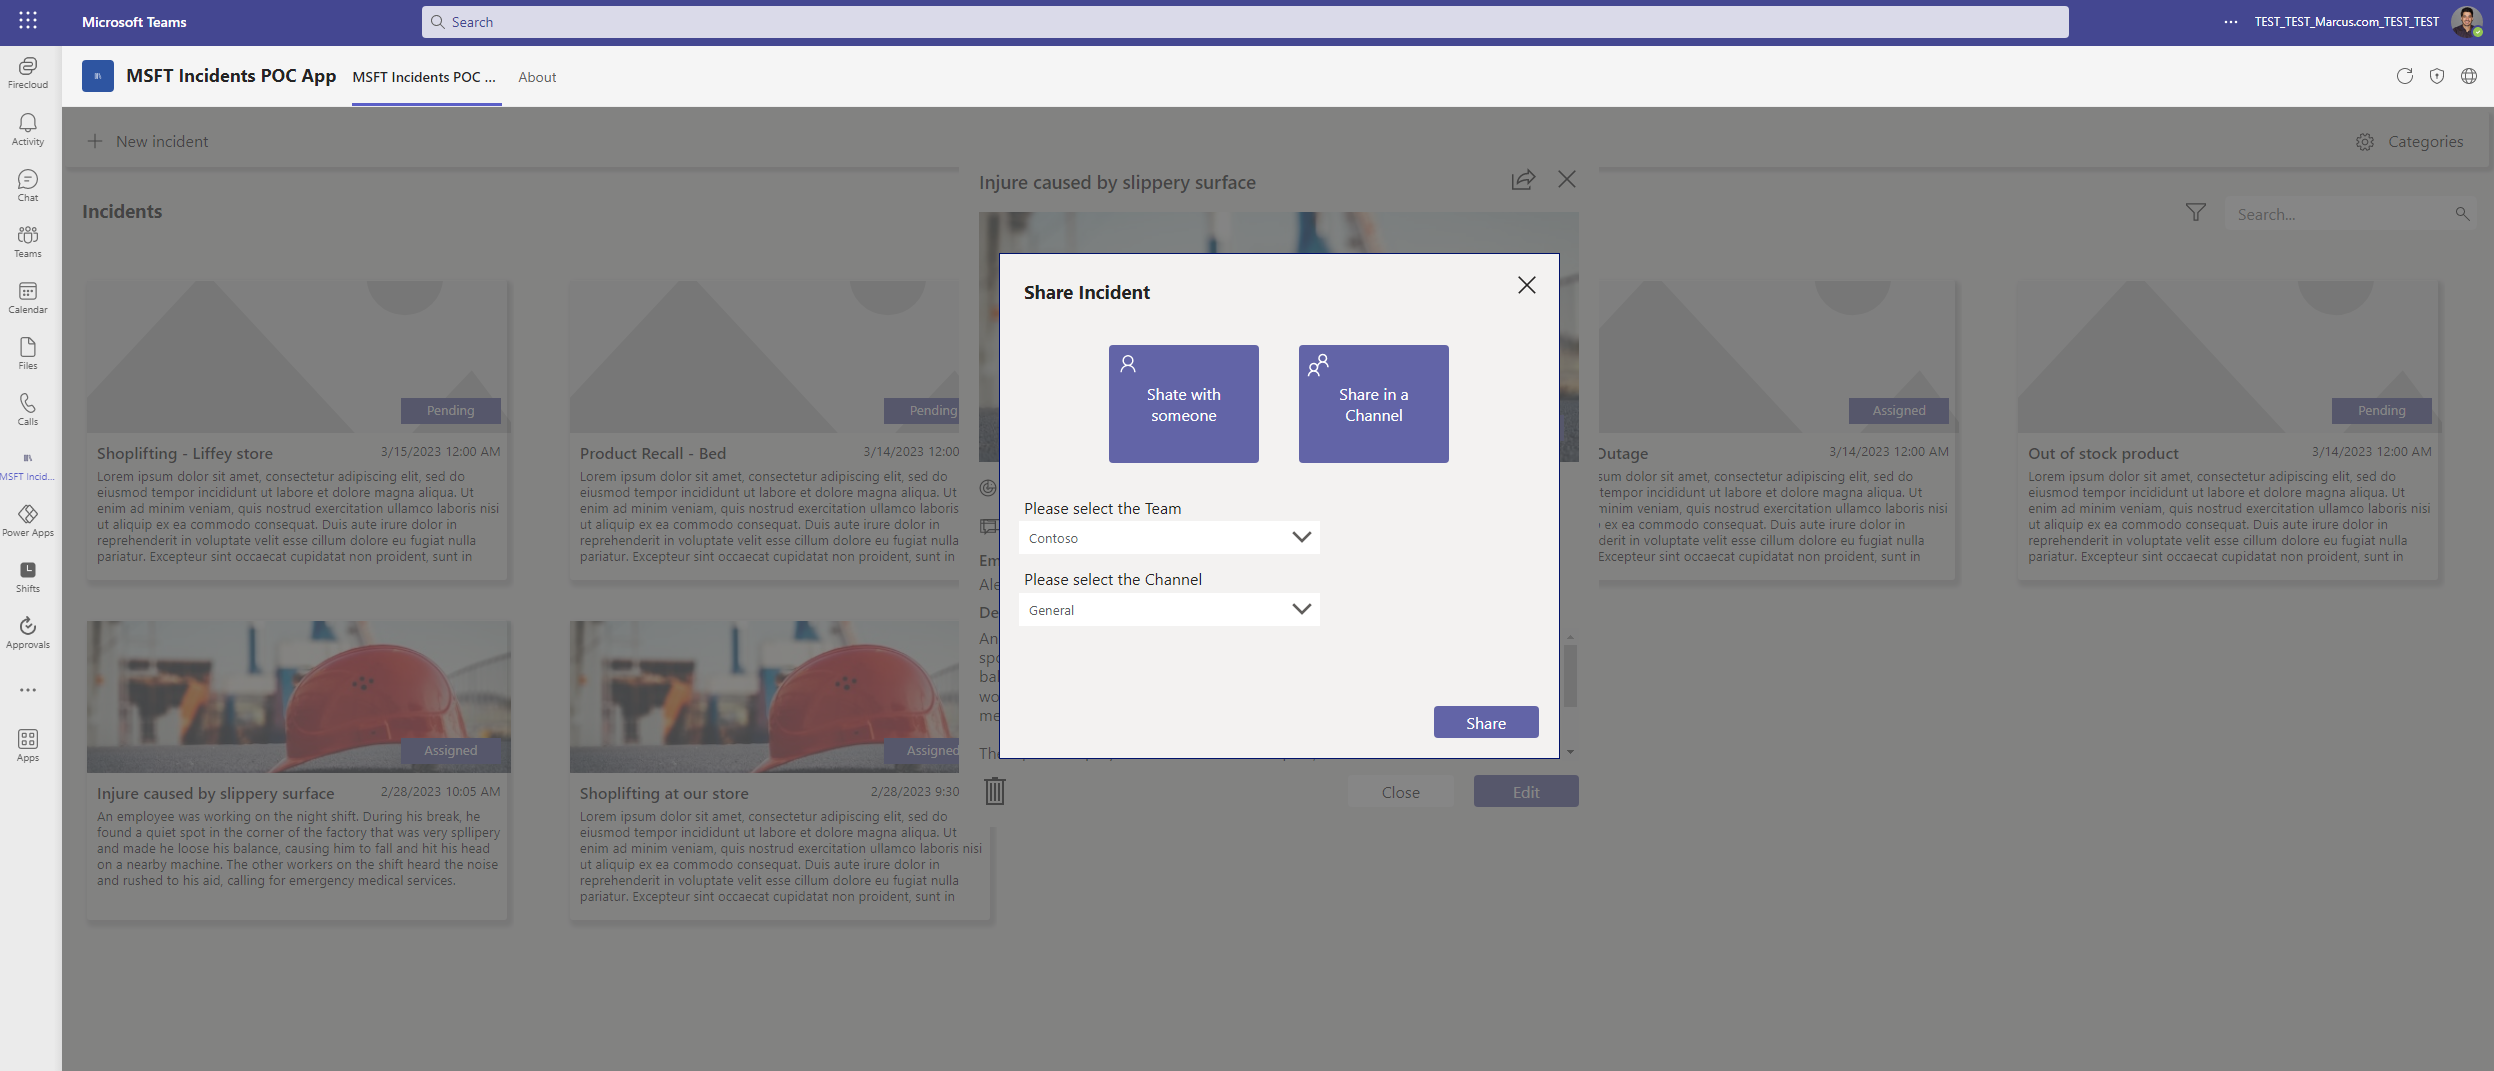 Microsoft Teams
Search
TEST_TEST_Marcus.com_TEST_TEST
Firecloud
Activity
Chat
Teams
Calendar
Files
Calls
MSFT Incid...
Power Apps
Shifts
Approvals
Apps
MSFT Incidents POC App
MSFT Incidents POC ...
About
New incident
Categories
Incidents
Search...
Pending
Shoplifting - Liffey store
3/15/2023 12:00 AM
Lorem ipsum dolor sit amet, consectetur adipiscing elit, sed do
eiusmod tempor incididunt ut labore et dolore magna aliqua. Ut
enim ad minim veniam, quis nostrud exercitation ullamco laboris nisi
ut aliquip ex ea commodo consequat. Duis aute irure dolor in
reprehenderit in voluptate velit esse cillum dolore eu fugiat nulla
pariatur. Excepteur sint occaecat cupidatat non proident, sunt in
Pending
Product Recall - Bed
3/14/2023 12:00
Lorem ipsum dolor sit amet, consectetur adipiscing elit, sed do
eiusmod tempor incididunt ut labore et dolore magna aliqua. Ut
enim ad minim veniam, quis nostrud exercitation ullamco laboris
ut aliquip ex ea commodo consequat. Duis aute irure dolor in
reprehenderit in voluptate velit esse cillum dolore eu fugiat nulla
pariatur. Excepteur sint occaecat cupidatat non proident, sunt in
Injure caused by slippery surface
Em
Ale
De
An
spo
bal
wo
me
The
Close
Edit
Share Incident
Shate with
someone
Share in a
Channel
Please select the Team
Contoso
Please select the Channel
General
Share
Assigned
Outage
3/14/2023 12:00 AM
sum dolor sit amet, consectetur adipiscing elit, sed do
tempor incididunt ut labore et dolore magna aliqua. Ut
minim veniam, quis nostrud exercitation ullamco laboris nisi
ex ea commodo consequat. Duis aute irure dolor in
derit in voluptate velit esse cillum dolore eu fugiat nulla
Excepteur sint occaecat cupidatat non proident, sunt in
Pending
Out of stock product
3/14/2023 12:00 AM
Lorem ipsum dolor sit amet, consectetur adipiscing elit, sed do
eiusmod tempor incididunt ut labore et dolore magna aliqua. Ut
enim ad minim veniam, quis nostrud exercitation ullamco laboris nisi
ut aliquip ex ea commodo consequat. Duis aute irure dolor in
reprehenderit in voluptate velit esse cillum dolore eu fugiat nulla
pariatur. Excepteur sint occaecat cupidatat non proident, sunt in
Assigned
Injure caused by slippery surface
2/28/2023 10:05 AM
An employee was working on the night shift. During his break, he
found a quiet spot in the corner of the factory that was very spllipery
and made he loose his balance, causing him to fall and hit his head
on a nearby machine. The other workers on the shift heard the noise
and rushed to his aid, calling for emergency medical services.
Assigned
Shoplifting at our store
2/28/2023 9:30
Lorem ipsum dolor sit amet, consectetur adipiscing elit, sed do
eiusmod tempor incididunt ut labore et dolore magna aliqua. Ut
enim ad minim veniam, quis nostrud exercitation ullamco laboris nisi
ut aliquip ex ea commodo consequat. Duis aute irure dolor in
reprehenderit in voluptate velit esse cillum dolore eu fugiat nulla
pariatur. Excepteur sint occaecat cupidatat non proident, sunt in